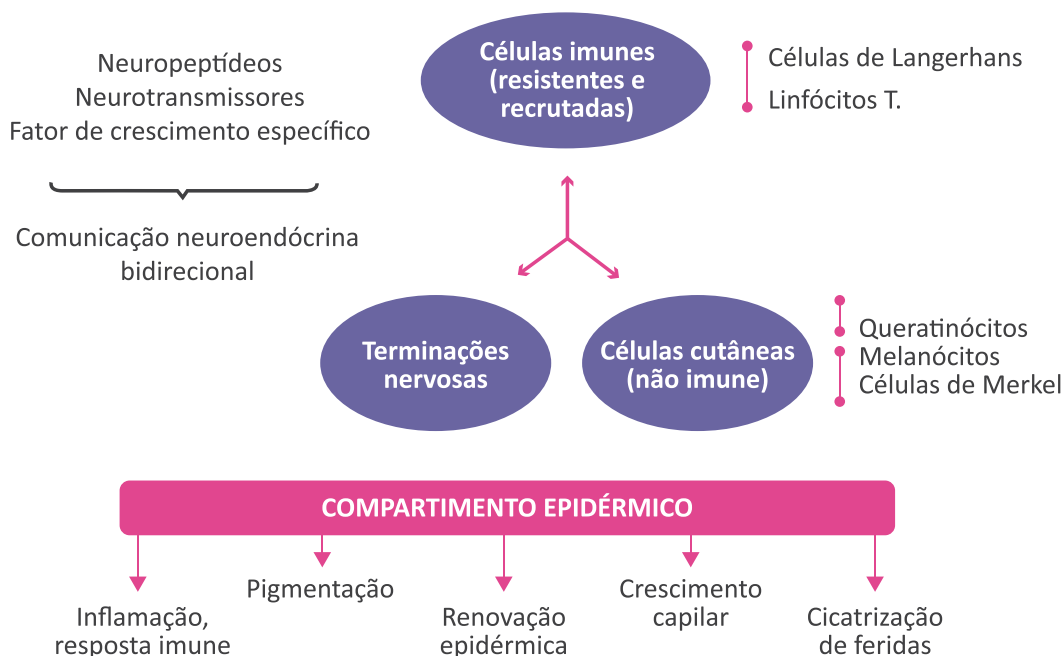 Neuropeptídeos
Neurotransmissores
Fator de crescimento específico
Comunicação neuroendócrina
bidirecional
Células imunes
(resistentes e
recrutadas)
Células de Langerhans
Linfócitos T.
Terminações
nervosas
Células cutâneas
(não imune)
Queratinócitos
Melanócitos
Células de Merkel
COMPARTIMENTO EPIDÉRMICO
Inflamação,
resposta imune
Pigmentação
Renovação
epidérmica
Crescimento
capilar
Cicatrização
de feridas